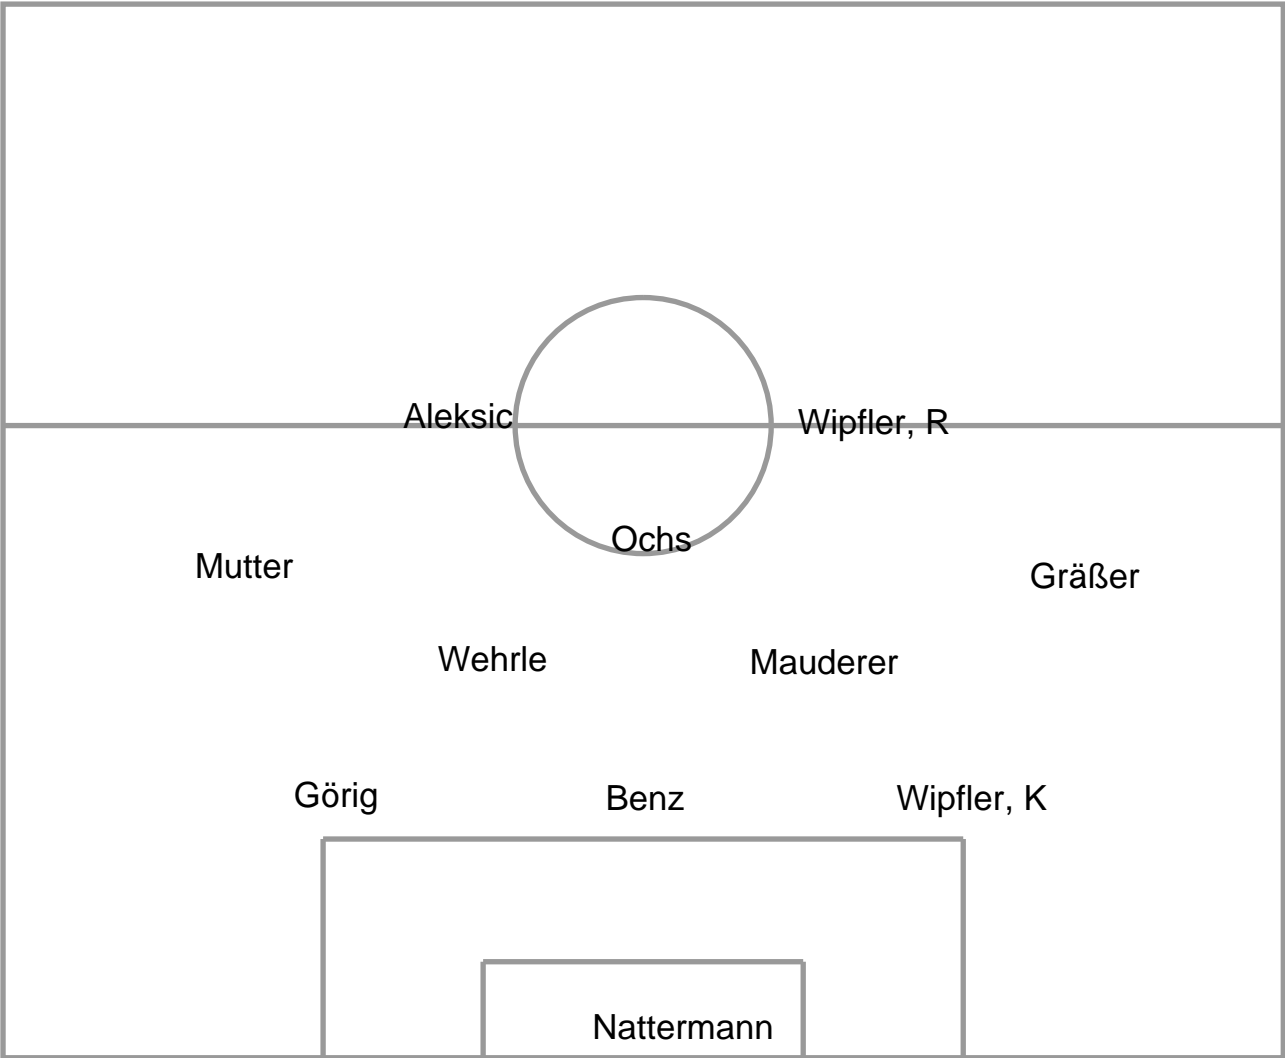 Aleksic
Wipfler, R
Ochs
Mutter
Gräßer
Wehrle
Mauderer
Görig
Benz
Wipfler, K
Nattermann